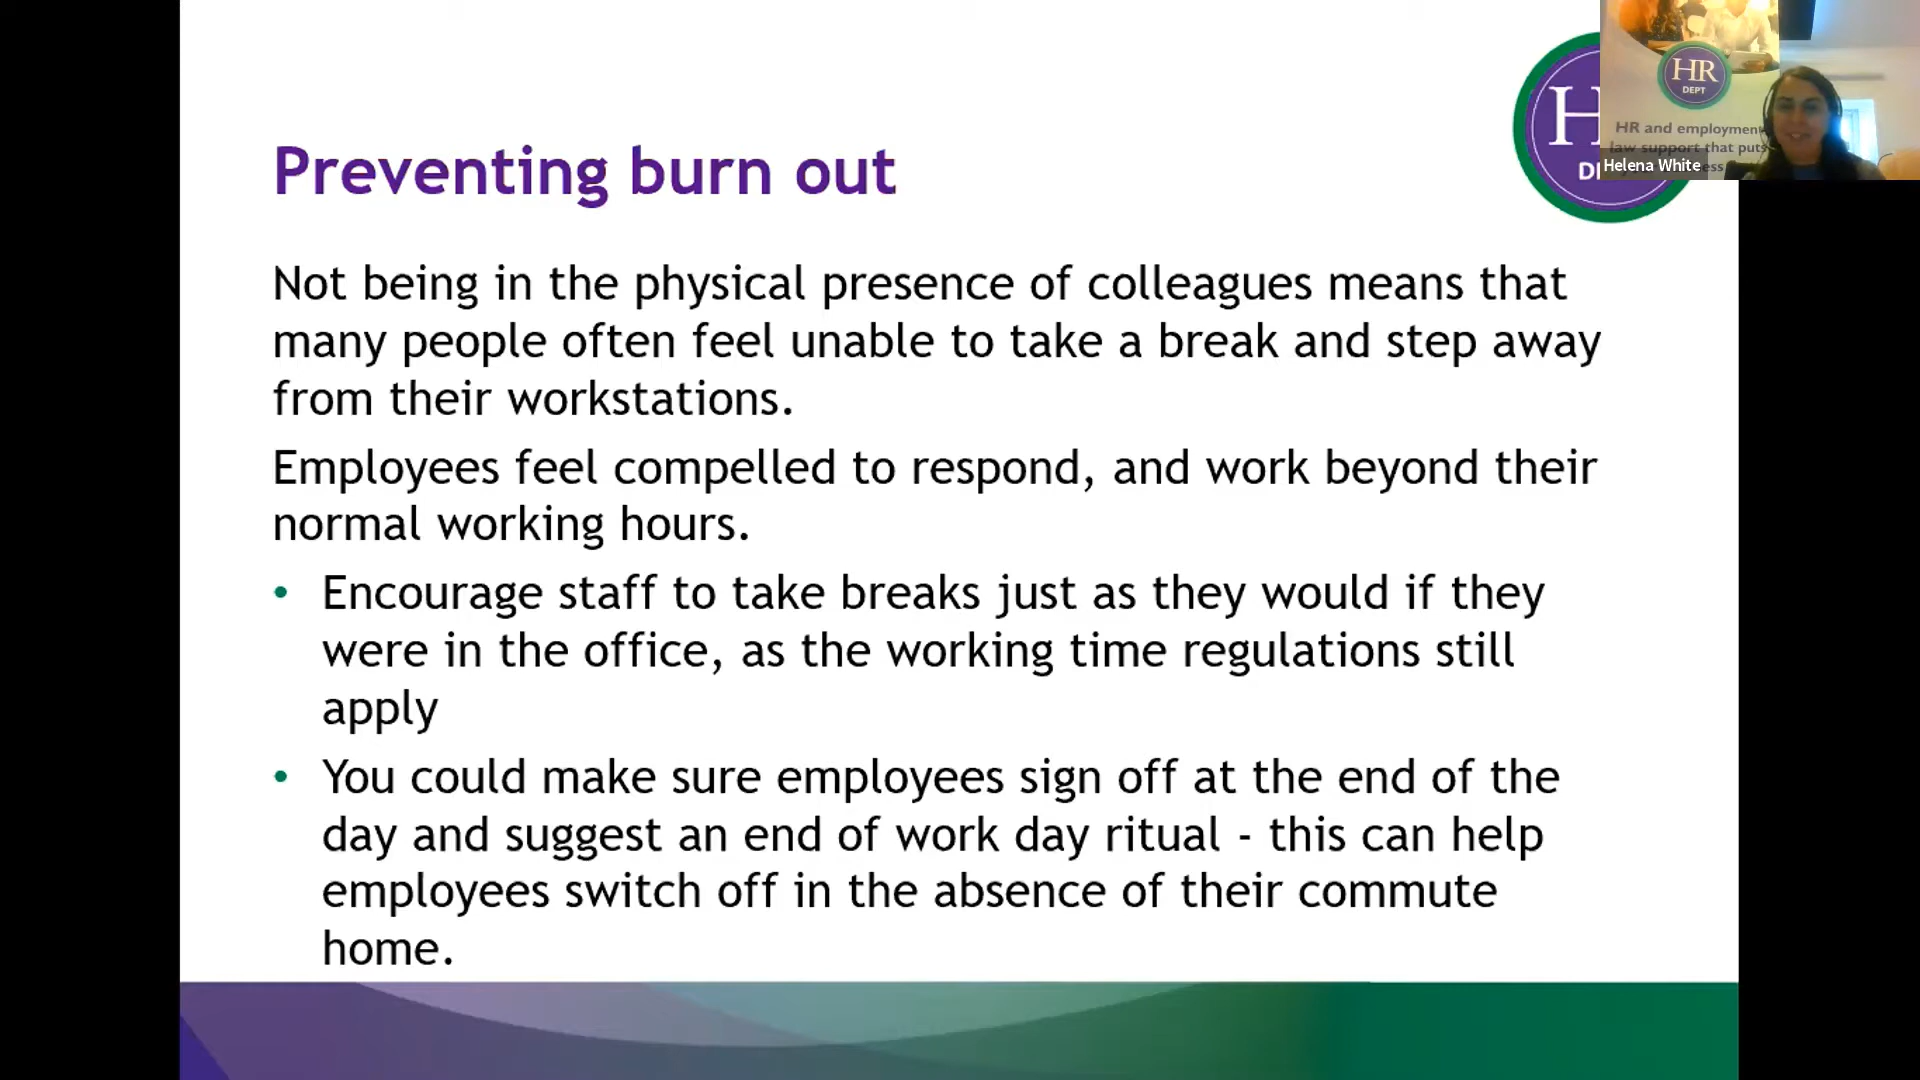 Preventing burn out
Not being in the physical presence of colleagues means that
many people often feel unable to take a break and step away
from their workstations.
Employees feel compelled to respond, and work beyond their
normal working hours.
• Encourage staff to take breaks just as they would if they
were in the office, as the working time regulations still
apply
• You could make sure employees sign off at the end of the
day and suggest an end of work day ritual - this can help
employees switch off in the absence of their commute
home.
H
HR
DEPT
HR and employment
law support that puts
Helena White